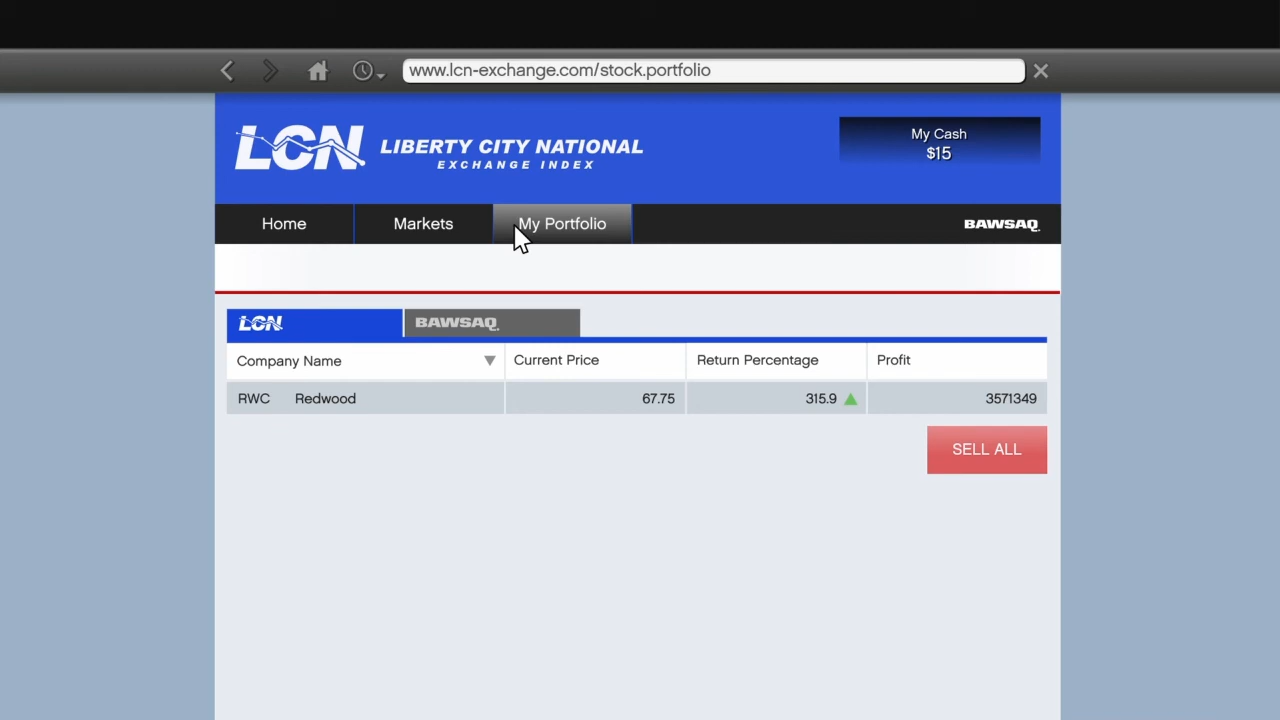 www.lcn-exchange.com/stock.portfolio
LCN LIBERTY CITY NATIONAL
EXCHANGE INDEX
My Cash
$15
Home Markets My Portfolio BAWSAQ
LCN BAWSAQ
Company Name Current Price Return Percentage Profit
RWC Redwood 67.75 315.9 3571349
SELL ALL